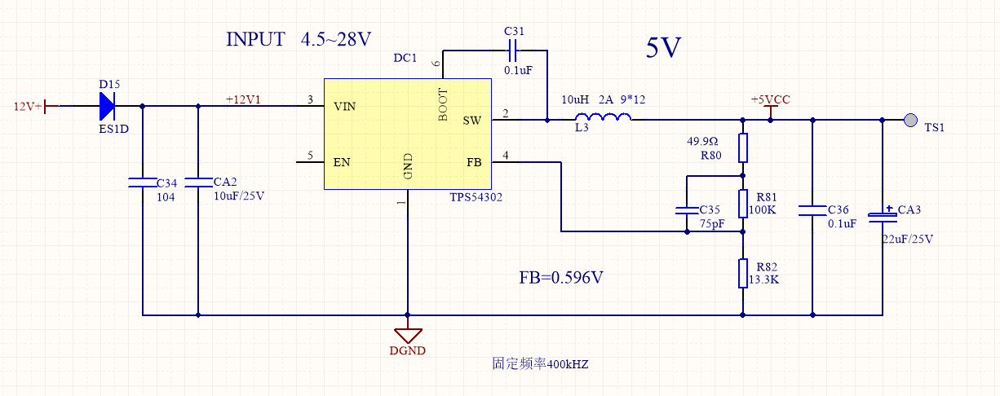 INPUT 4.5~28V
5V
C31
0.1uF
DC1
6
D15
12V+
ES1D
+12V1
3
VIN
BOOT
SW
2
10uH 2A 9*12
L3
+5VCC
TS1
5
EN
GND
FB
4
1
TPS54302
49.9Ω
R80
C34
104
CA2
10uF/25V
R81
100K
C35
75pF
C36
0.1uF
+
CA3
22uF/25V
R82
13.3K
FB=0.596V
DGND
固定频率400kHZ